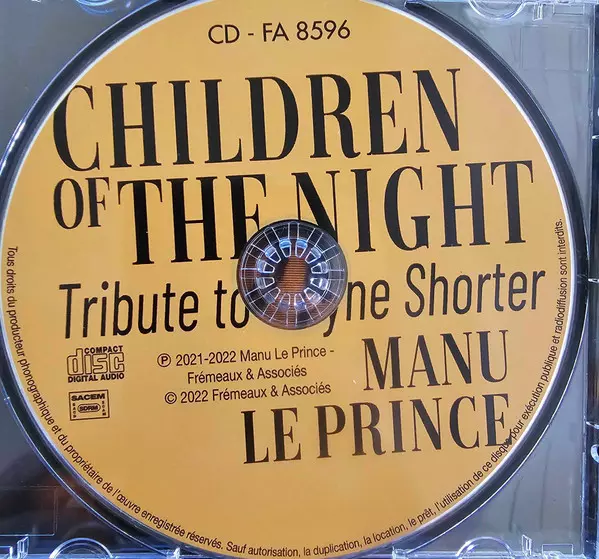 CD - FA 8596
CHILDREN
OF THE NIGHT
Tribute to yne Shorter
MANU
LE PRINCE
COMPACT
disc
DIGITAL AUDIO
Ⓟ 2021-2022 Manu Le Prince -
Frémeaux & Associés
© 2022 Frémeaux & Associés
SACEM
SDRM
Tous droits du producteur phonographique et du propriétaire de l'œuvre enregistrée réservés. Sauf autorisation, la duplication, la location, le prêt, l'utilisation de ce disque pour exécution publique et radiodiffusion sont interdits.